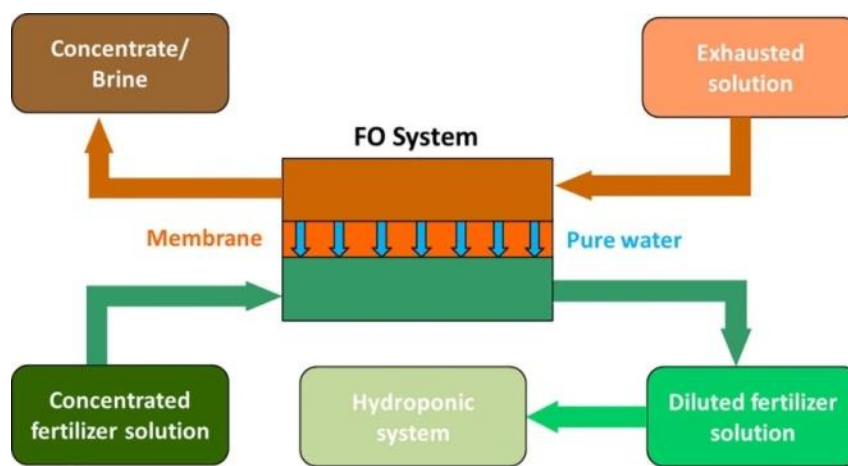 Concentrate/
Brine
Exhausted
solution
FO System
Membrane
Pure water
Concentrated
fertilizer solution
Hydroponic
system
Diluted fertilizer
solution